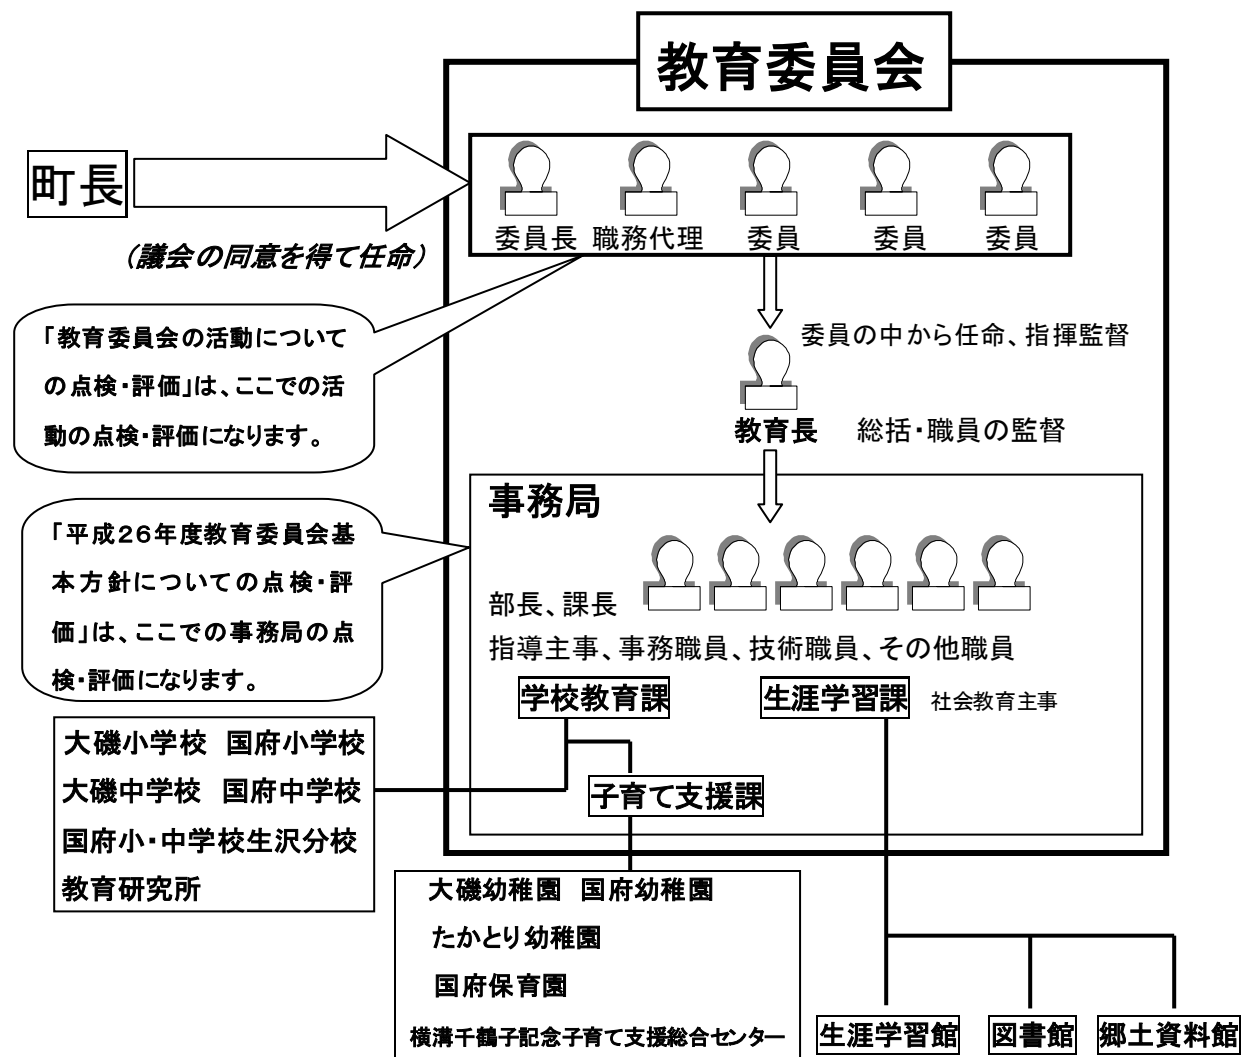 教育委員会
町長
(議会の同意を得て任命)
委員長 職務代理 委員 委員 委員
「教育委員会の活動について
の点検・評価」は、ここでの活
動の点検・評価になります。
委員の中から任命、指揮監督
教育長 総括・職員の監督
事務局
「平成26年度教育委員会基
本方針についての点検・評
価」は、ここでの事務局の点
検・評価になります。
部長、課長
指導主事、事務職員、技術職員、その他職員
学校教育課 生涯学習課 社会教育主事
大磯小学校 国府小学校
大磯中学校 国府中学校
国府小・中学校生沢分校
教育研究所
子育て支援課
大磯幼稚園 国府幼稚園
たかとり幼稚園
国府保育園
横溝千鶴子記念子育て支援総合センター
生涯学習館 図書館 郷土資料館